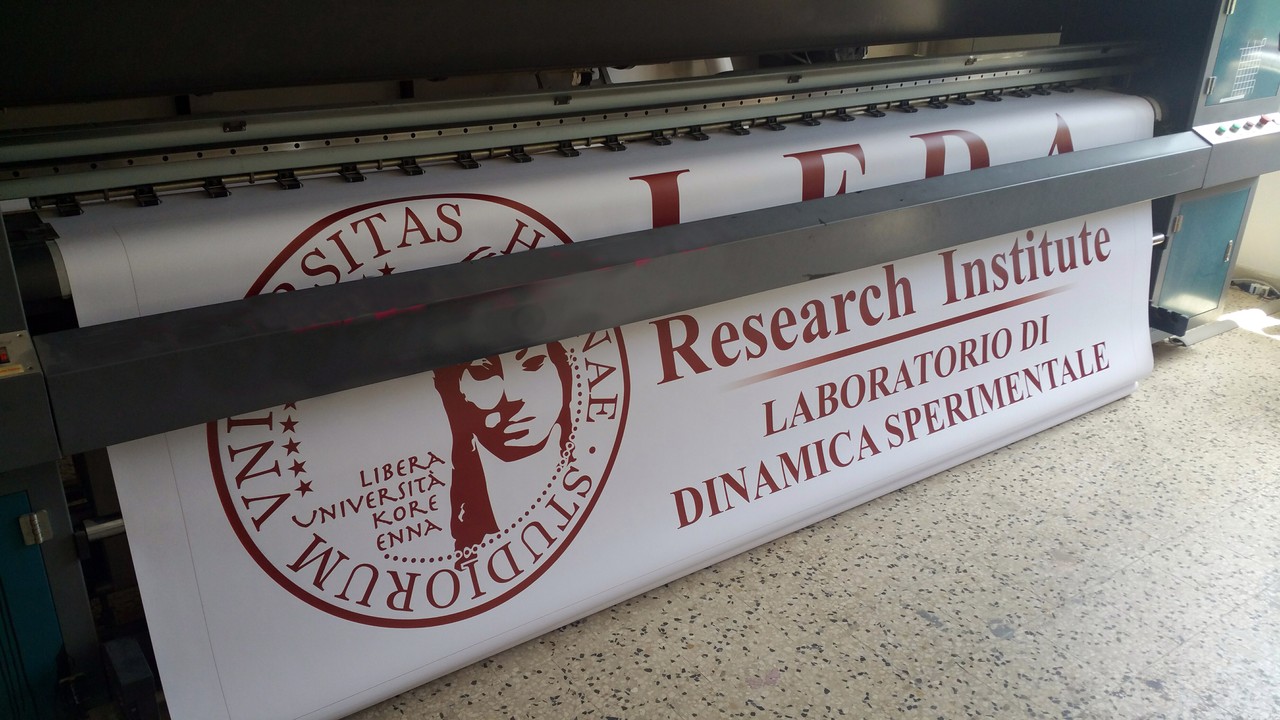 LEDA
Research Institute
LABORATORIO DI
DINAMICA SPERIMENTALE
SITAS
NAE · STUDIORUM
LIBERA
UNIVERSITÀ
KORE
ENNA